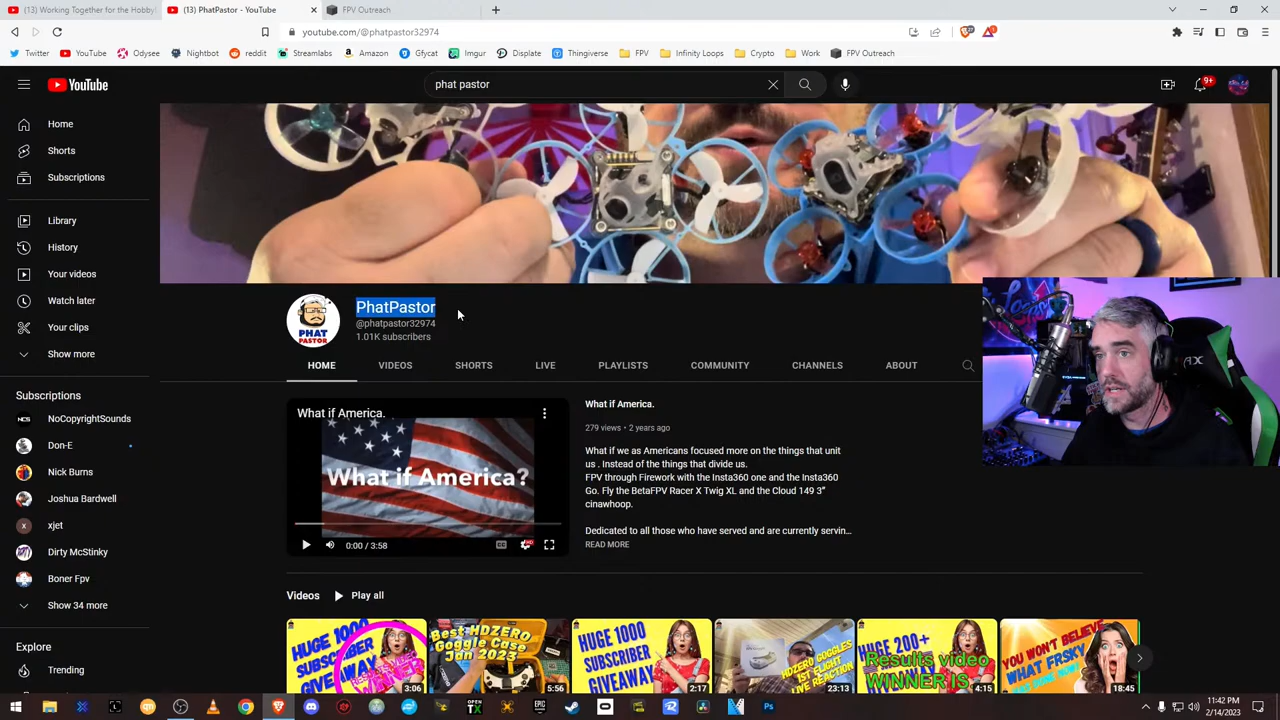 (13) Working Together for the Hobby!
(13) PhatPastor - YouTube
FPV Outreach
youtube.com/@phatpastor32974
Twitter
YouTube
Odysee
Nightbot
reddit
Streamlabs
Amazon
Gfycat
Imgur
Displate
Thingiverse
FPV
Infinity Loops
Crypto
Work
FPV Outreach
YouTube
phat pastor
9+
Home
Shorts
Subscriptions
Library
History
Your videos
Watch later
Your clips
Show more
Subscriptions
NoCopyrightSounds
Don-E
Nick Burns
Joshua Bardwell
xjet
Dirty McStinky
Boner Fpv
Show 34 more
Explore
Trending
PHAT
PASTOR
PhatPastor
@phatpastor32974
1.01K subscribers
HOME
VIDEOS
SHORTS
LIVE
PLAYLISTS
COMMUNITY
CHANNELS
ABOUT
What if America.
What if America?
0:00 / 3:58
What if America.
279 views • 2 years ago
What if we as Americans focused more on the things that unit
us . Instead of the things that divide us.
FPV through Firework with the Insta360 one and the Insta360
Go. Fly the BetaFPV Racer X Twig XL and the Cloud 149 3"
cinawhoop.
Dedicated to all those who have served and are currently servin...
READ MORE
Videos
Play all
HUGE 1000
SUBSCRIBER
GIVEAWAY
3:06
Best HDZERO
Goggle Case
Jan 2023
5:56
HUGE 1000
SUBSCRIBER
GIVEAWAY
2:17
HDZERO GOGGLES
1ST FLIGHT
LIVE REACTION
23:13
HUGE 200+
Results video
WINNER IS
4:15
YOU WON'T BELIEVE
WHAT FRSKY
18:45
11:42 PM
2/14/2023